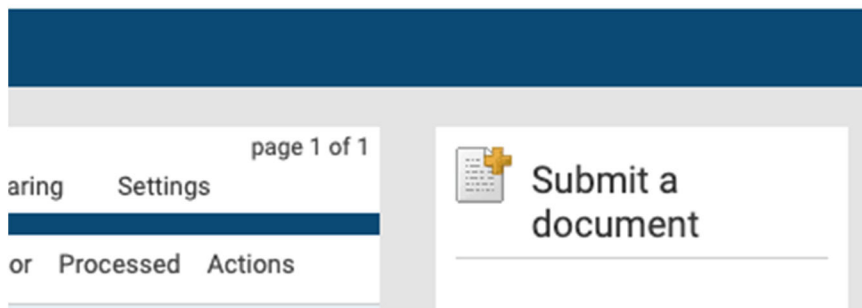 page 1 of 1
aring Settings
or Processed Actions
Submit a
document